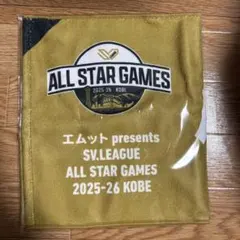 ALL STAR GAMES
2025-26 KOBE
エムット presents
SV.LEAGUE
ALL STAR GAMES
2025-26 KOBE